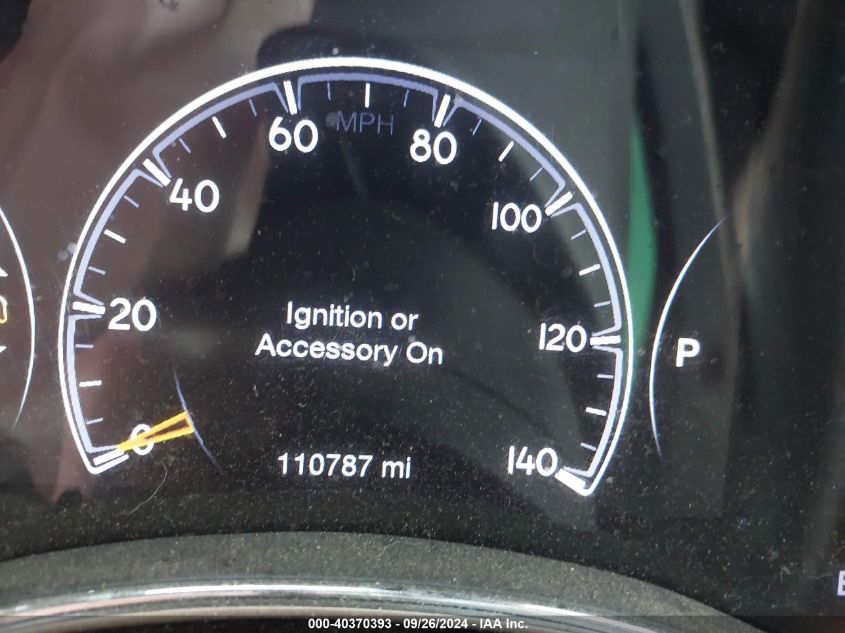 60
MPH
80
40
100
20
Ignition or
Accessory On
120
P
0
110787 mi
140
000-40370393 - 09/26/2024 - IAA Inc.